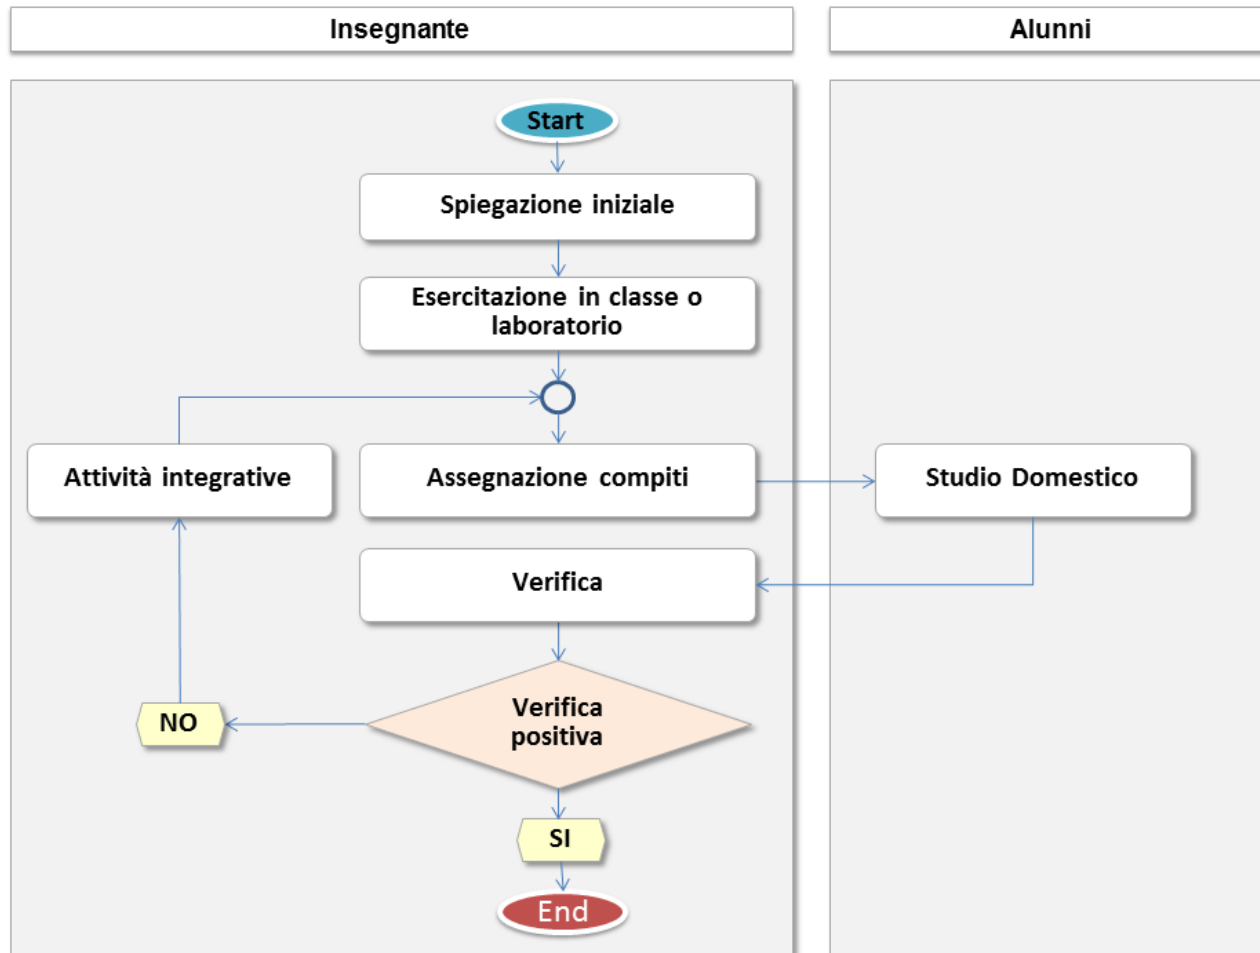 Insegnante
Alunni
Start
Spiegazione iniziale
Esercitazione in classe o
laboratorio
Attività integrative
Assegnazione compiti
Studio Domestico
Verifica
Verifica
positiva
NO
SI
End